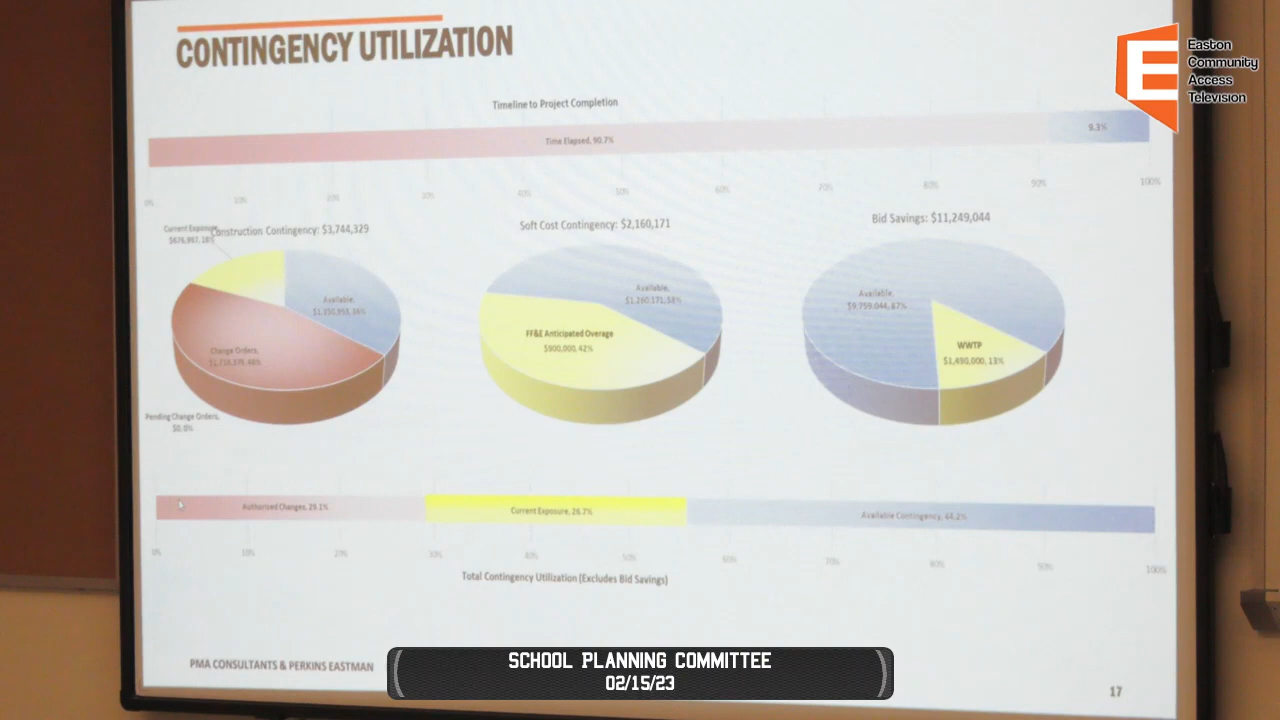 CONTINGENCY UTILIZATION
Easton
Community
Access
Television
Timeline to Project Completion
Time Elapsed, 90.7%
9.3%
0%
10%
20%
30%
40%
50%
60%
70%
80%
90%
100%
Current Exposure,
18%
Construction Contingency: $3,744,329
Soft Cost Contingency: $2,160,171
Bid Savings: $11,249,044
Available,
36%
Change Orders,
Pending Change Orders,
$0, 0%
Available,
$1,260,171, 58%
FF&E Anticipated Overage
$900,000, 42%
Available,
$9,759,044, 87%
WWTP
$1,490,000, 13%
Authorized Changes, 29.1%
Current Exposure, 26.7%
Available Contingency, 44.2%
0%
10%
20%
30%
40%
50%
60%
70%
80%
90%
100%
Total Contingency Utilization (Excludes Bid Savings)
PMA CONSULTANTS & PERKINS EASTMAN
17
SCHOOL PLANNING COMMITTEE
02/15/23